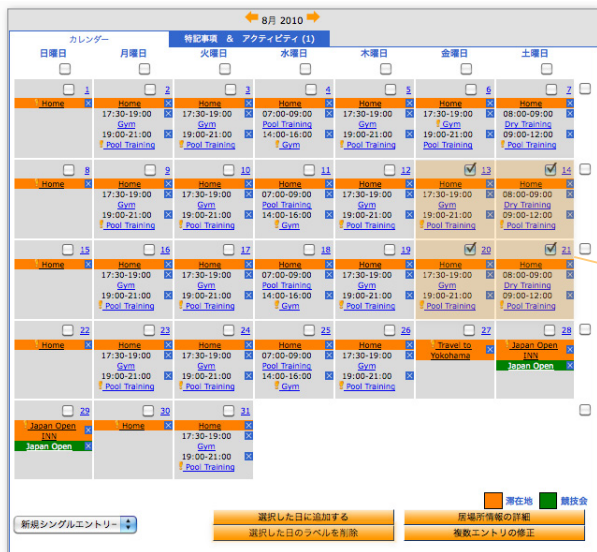 8月 2010
カレンダー 特記事項 & アクティビティ (1)
日曜日 月曜日 火曜日 水曜日 木曜日 金曜日 土曜日
1 2 3 4 5 6 7
Home Home Home Home Home Home Home
17:30-19:00 17:30-19:00 07:00-09:00 17:30-19:00 17:30-19:00 08:00-09:00
Gym Gym Pool Training Gym Gym Dry Training
19:00-21:00 19:00-21:00 14:00-16:00 19:00-21:00 19:00-21:00 09:00-12:00
Pool Training Pool Training Gym Pool Training Pool Training Pool Training
8 9 10 11 12 13 14
Home Home Home Home Home Home Home
17:30-19:00 17:30-19:00 07:00-09:00 17:30-19:00 17:30-19:00 08:00-09:00
Gym Gym Pool Training Gym Gym Dry Training
19:00-21:00 19:00-21:00 14:00-16:00 19:00-21:00 19:00-21:00 09:00-12:00
Pool Training Pool Training Gym Pool Training Pool Training Pool Training
15 16 17 18 19 20 21
Home Home Home Home Home Home Home
17:30-19:00 17:30-19:00 07:00-09:00 17:30-19:00 17:30-19:00 08:00-09:00
Gym Gym Pool Training Gym Gym Dry Training
19:00-21:00 19:00-21:00 14:00-16:00 19:00-21:00 19:00-21:00 09:00-12:00
Pool Training Pool Training Gym Pool Training Pool Training Pool Training
22 23 24 25 26 27 28
Home Home Home Home Home Travel to Japan Open
17:30-19:00 17:30-19:00 07:00-09:00 17:30-19:00 Yokohama INN
Gym Gym Pool Training Gym Japan Open
19:00-21:00 19:00-21:00 14:00-16:00 19:00-21:00
Pool Training Pool Training Gym Pool Training
29 30 31
Japan Open Home Home
INN 17:30-19:00
Japan Open Gym
19:00-21:00
Pool Training
滞在地 競技会
新規シングルエントリー 選択した日に追加する 居場所情報の詳細
選択した日のラベルを削除 複数エントリの修正